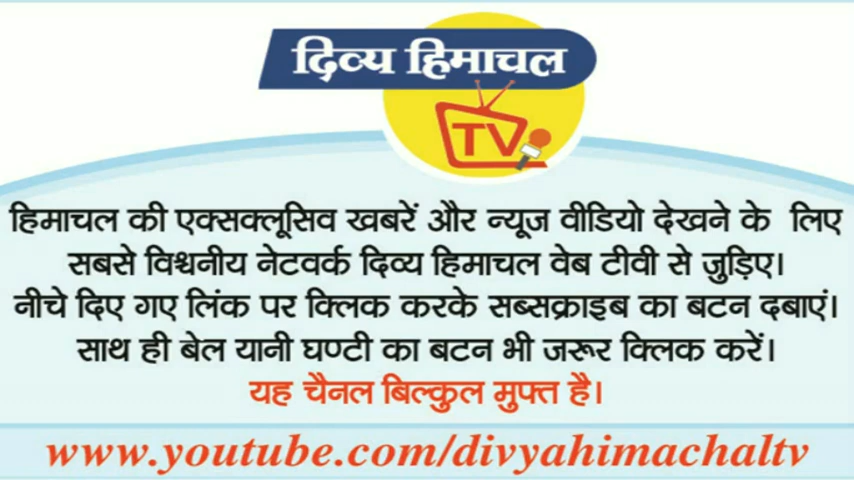 दिव्य हिमाचल
TV
हिमाचल की एक्सक्लूसिव खबरें और न्यूज वीडियो देखने के लिए
सबसे विश्वनीय नेटवर्क दिव्य हिमाचल वेब टीवी से जुड़िए।
नीचे दिए गए लिंक पर क्लिक करके सब्सक्राइब का बटन दबाएं।
साथ ही बेल यानी घण्टी का बटन भी जरूर क्लिक करें।
यह चैनल बिल्कुल मुफ्त है।
www.youtube.com/divyahimachaltv